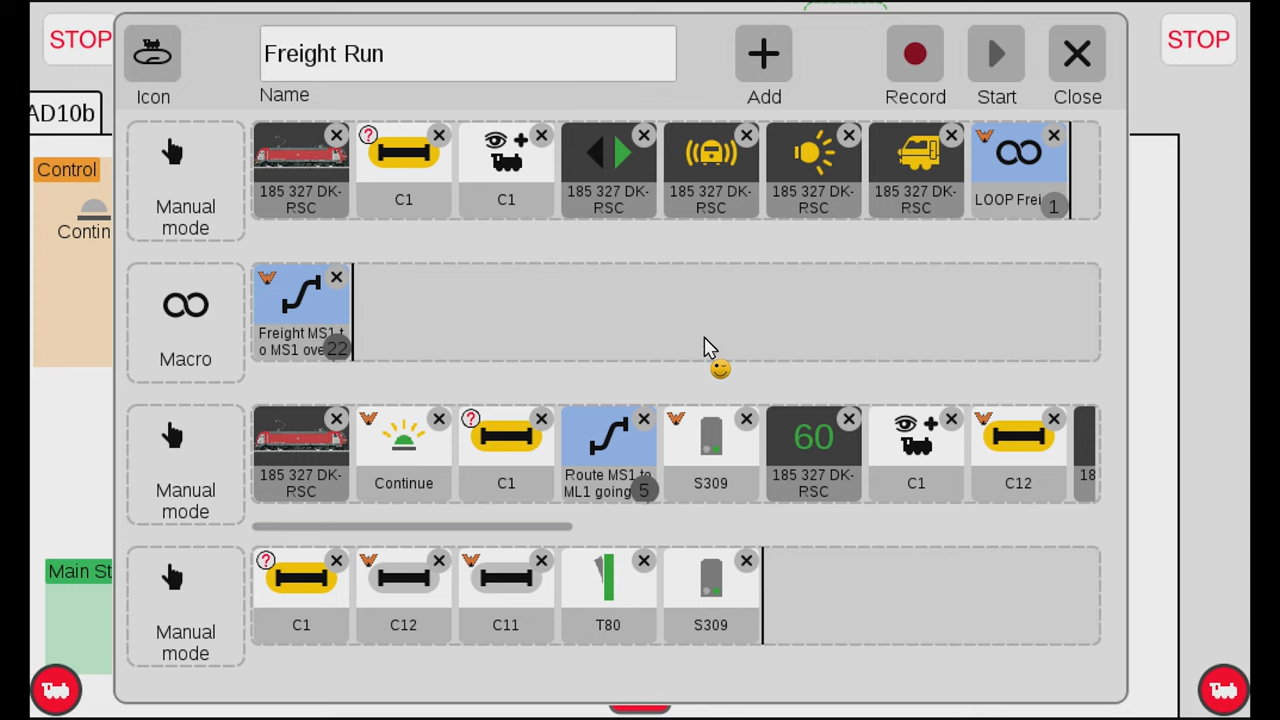 STOP
Freight Run
STOP
Icon
Name
Add
Record
Start
Close
AD10b
Manual
mode
185 327 DK-
RSC
C1
C1
185 327 DK-
RSC
185 327 DK-
RSC
185 327 DK-
RSC
185 327 DK-
RSC
LOOP Frei
1
Control
Contin
Macro
Freight MS1 t
o MS1 ove
22
Manual
mode
185 327 DK-
RSC
Continue
C1
Route MS1 to
ML1 going
5
S309
60
185 327 DK-
RSC
C1
C12
18
Main St
Manual
mode
?
C1
C12
C11
T80
S309